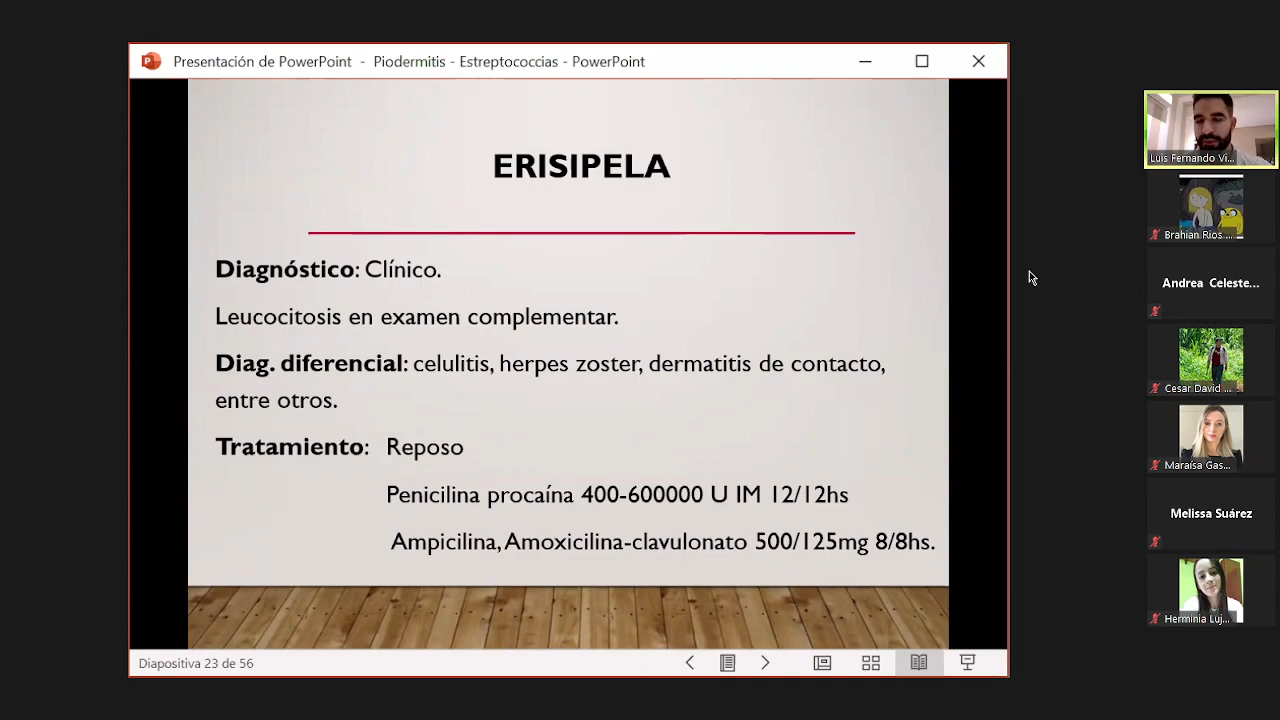 Presentación de PowerPoint - Piodermitis - Estreptococcias - PowerPoint
ERISIPELA
Diagnóstico: Clínico.
Leucocitosis en examen complementar.
Diag. diferencial: celulitis, herpes zoster, dermatitis de contacto,
entre otros.
Tratamiento: Reposo
Penicilina procaína 400-600000 U IM 12/12hs
Ampicilina, Amoxicilina-clavulonato 500/125mg 8/8hs.
Diapositiva 23 de 56
Luis Fernando Vi...
Brahian Rios ...
Andrea Celeste...
Cesar David ...
Maraísa Gas...
Melissa Suárez
Herminia Luj...